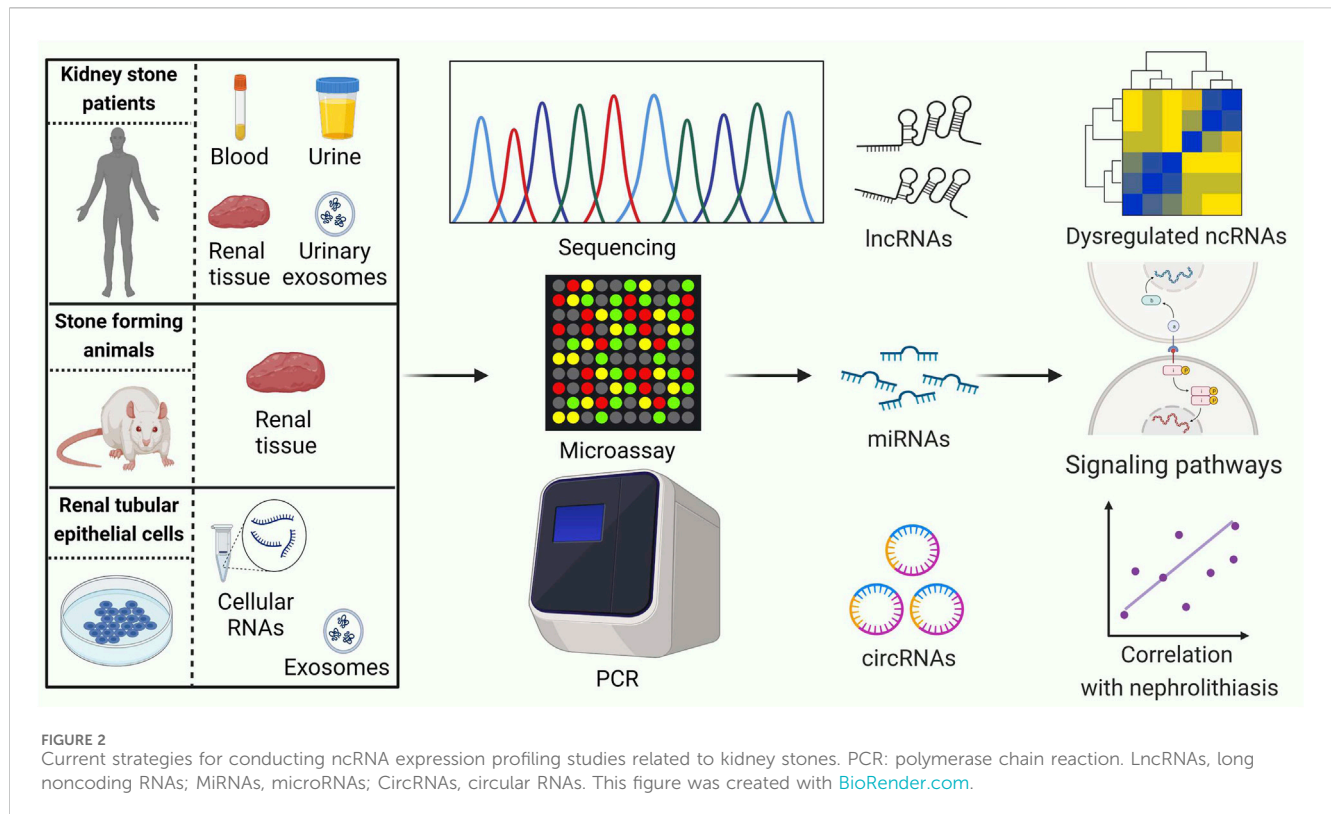 Kidney stone
patients
Blood
Urine
Renal
tissue
Urinary
exosomes
Stone forming
animals
Renal
tissue
Renal tubular
epithelial cells
Cellular
RNAs
Exosomes
Sequencing
Microassay
PCR
lncRNAs
miRNAs
circRNAs
Dysregulated ncRNAs
Signaling pathways
Correlation
with nephrolithiasis
FIGURE 2
Current strategies for conducting ncRNA expression profiling studies related to kidney stones. PCR: polymerase chain reaction. LncRNAs, long
noncoding RNAs; MiRNAs, microRNAs; CircRNAs, circular RNAs. This figure was created with BioRender.com.